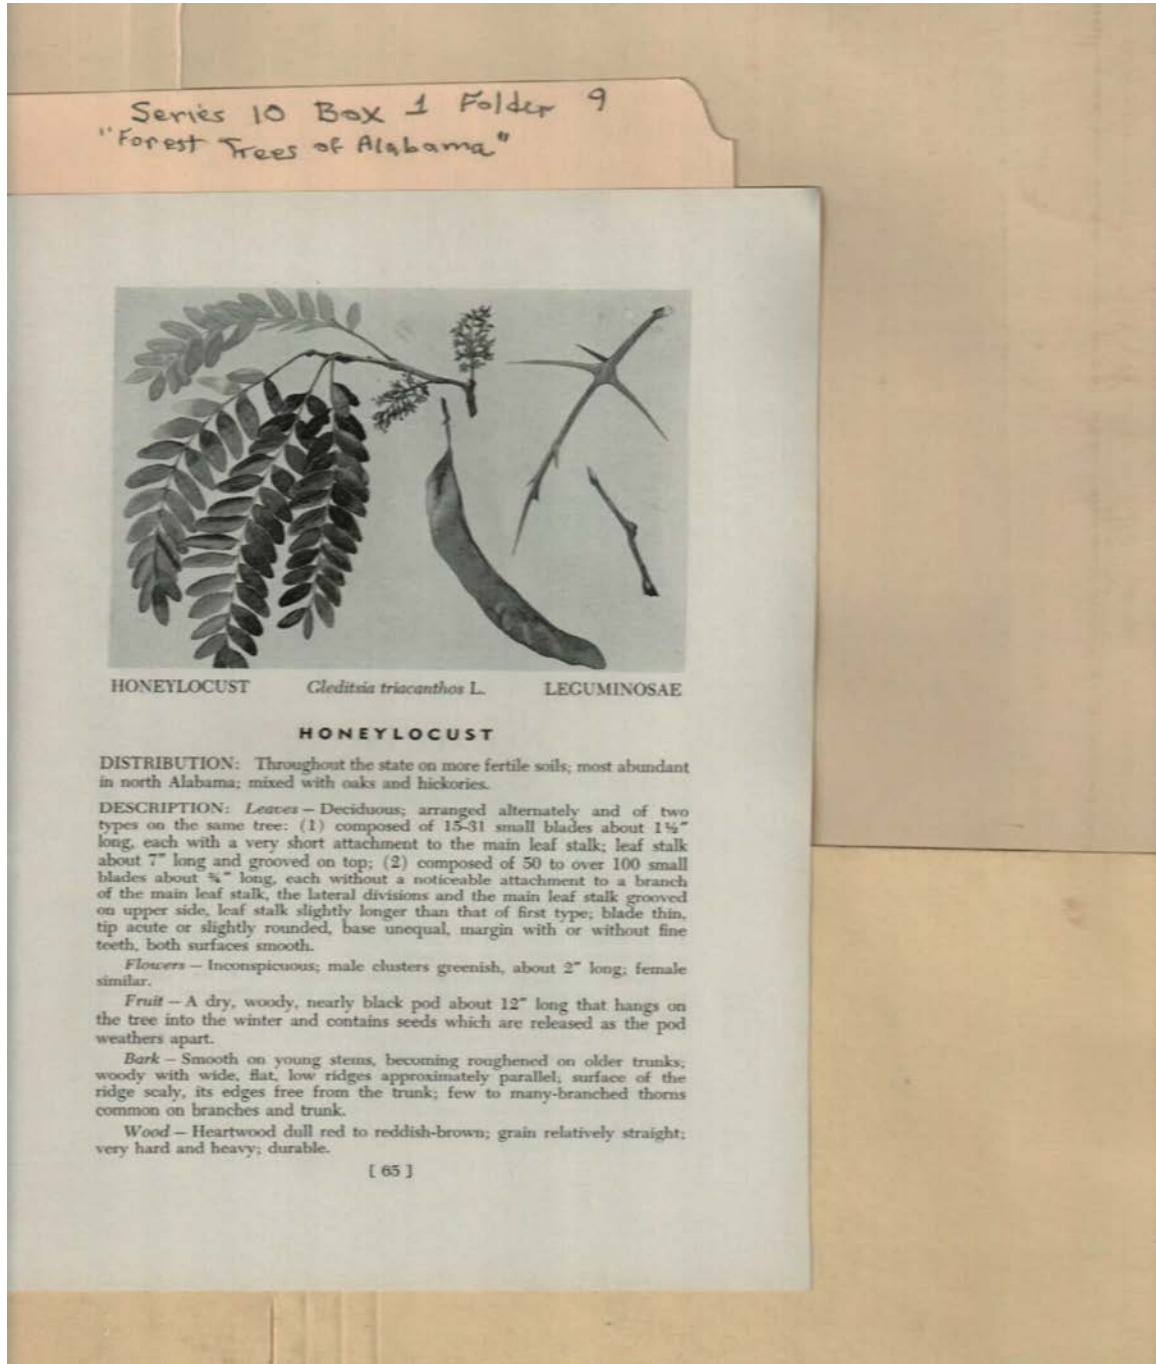 Series 10 Box 1 Folder 9
"Forest Trees of Alabama"
HONEYLOCUST Gleditsia triacanthos L. LEGUMINOSAE
HONEYLOCUST
DISTRIBUTION: Throughout the state on more fertile soils; most abundant
in north Alabama; mixed with oaks and hickories.
DESCRIPTION: Leaves – Deciduous; arranged alternately and of two
types on the same tree: (1) composed of 15-31 small blades about 1½"
long, each with a very short attachment to the main leaf stalk; leaf stalk
about 7" long and grooved on top; (2) composed of 50 to over 100 small
blades about ¾" long, each without a noticeable attachment to a branch
of the main leaf stalk, the lateral divisions and the main leaf stalk grooved
on upper side, leaf stalk slightly longer than that of first type; blade thin,
tip acute or slightly rounded, base unequal, margin with or without fine
teeth, both surfaces smooth.
Flowers – Inconspicuous; male clusters greenish, about 2" long; female
similar.
Fruit – A dry, woody, nearly black pod about 12" long that hangs on
the tree into the winter and contains seeds which are released as the pod
weathers apart.
Bark – Smooth on young stems, becoming roughened on older trunks;
woody with wide, flat, low ridges approximately parallel; surface of the
ridge scaly, its edges free from the trunk; few to many-branched thorns
common on branches and trunk.
Wood – Heartwood dull red to reddish-brown; grain relatively straight;
very hard and heavy; durable.
[ 65 ]